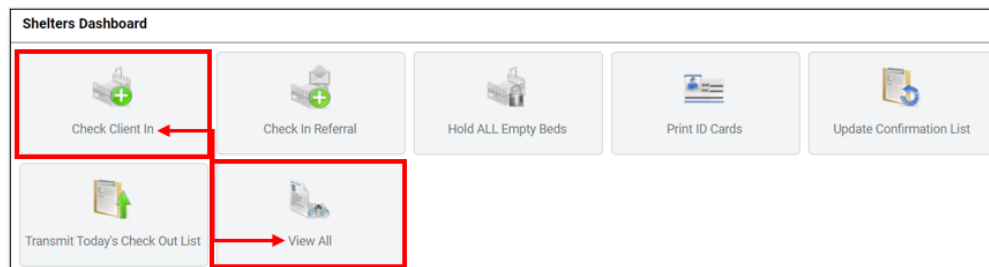 Shelters Dashboard
Check Client In
Check In Referral
Hold ALL Empty Beds
Print ID Cards
Update Confirmation List
Transmit Today's Check Out List
View All